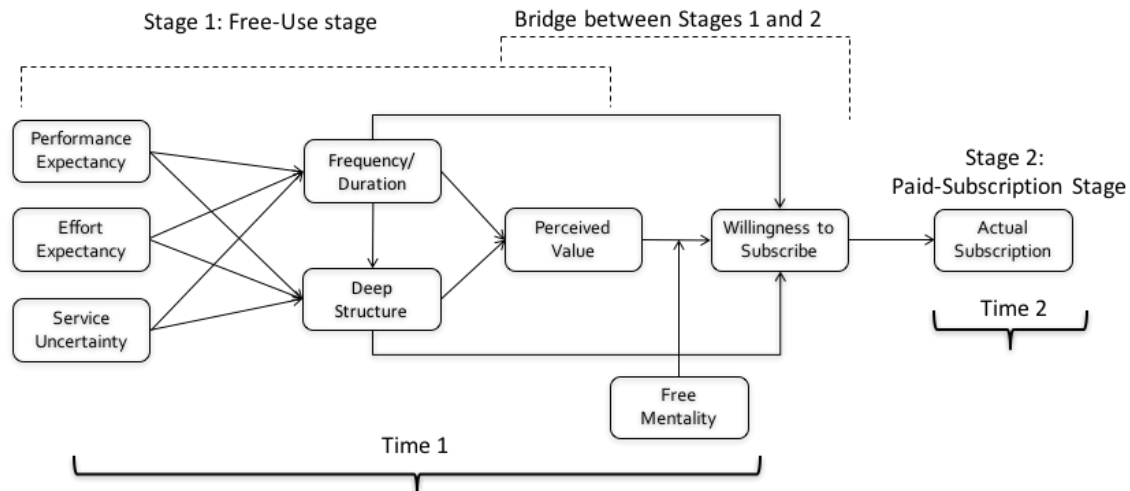 Stage 1: Free-Use stage
Bridge between Stages 1 and 2
Performance
Expectancy
Effort
Expectancy
Service
Uncertainty
Frequency/
Duration
Deep
Structure
Perceived
Value
Willingness to
Subscribe
Free
Mentality
Stage 2:
Paid-Subscription Stage
Actual
Subscription
Time 2
Time 1